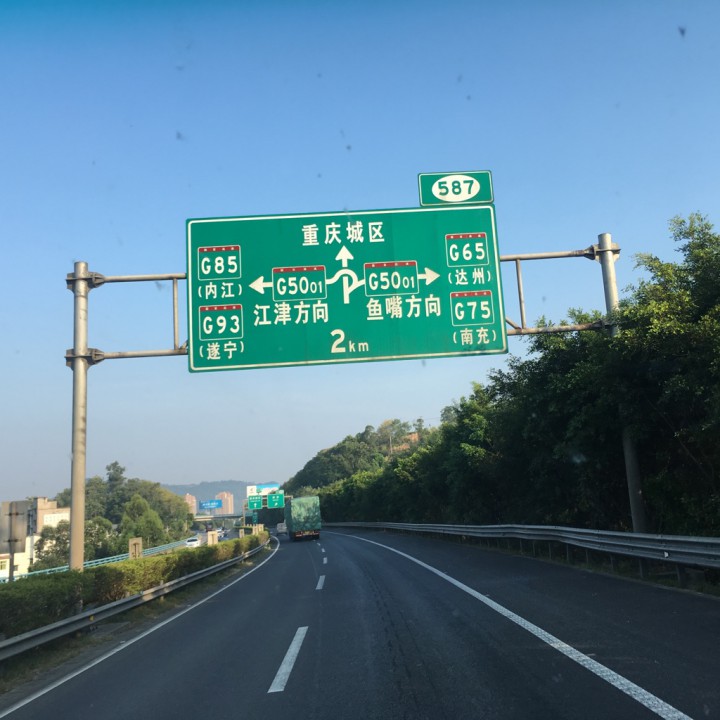 587
重庆城区
G85
(内江)
G93
(遂宁)
G5001
江津方向
G5001
鱼嘴方向
G65
(达州)
G75
(南充)
2km